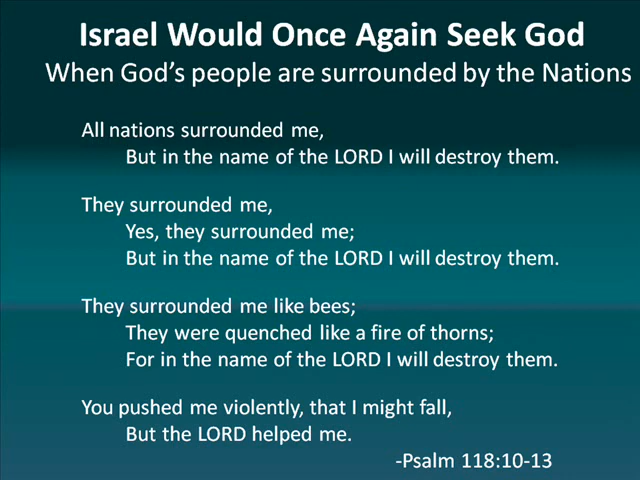 Israel Would Once Again Seek God
When God's people are surrounded by the Nations
All nations surrounded me,
But in the name of the LORD I will destroy them.
They surrounded me,
Yes, they surrounded me;
But in the name of the LORD I will destroy them.
They surrounded me like bees;
They were quenched like a fire of thorns;
For in the name of the LORD I will destroy them.
You pushed me violently, that I might fall,
But the LORD helped me.
-Psalm 118:10-13